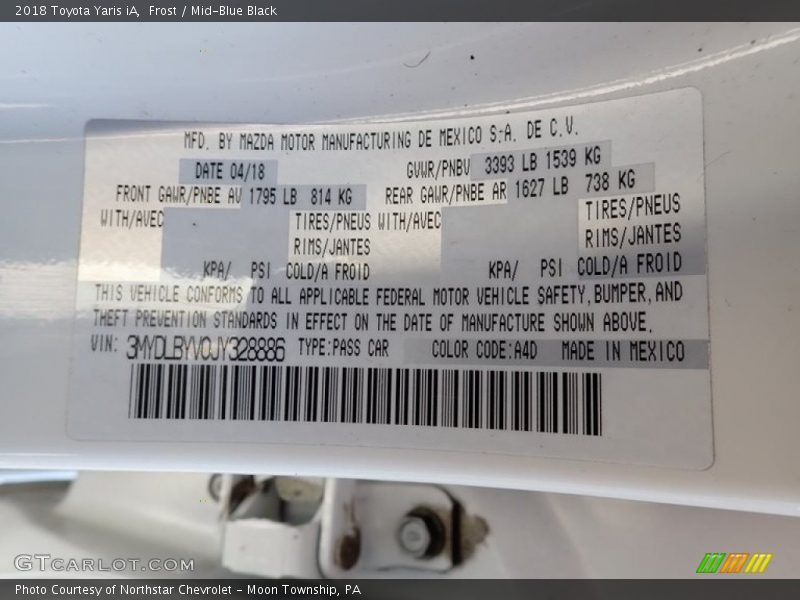 2018 Toyota Yaris iA, Frost / Mid-Blue Black
MFD. BY MAZDA MOTOR MANUFACTURING DE MEXICO S.A. DE C.V.
DATE 04/18 GVWR/PNBV 3393 LB 1539 KG
FRONT GAWR/PNBE AV 1795 LB 814 KG REAR GAWR/PNBE AR 1627 LB 738 KG
WITH/AVEC TIRES/PNEUS WITH/AVEC TIRES/PNEUS
RIMS/JANTES RIMS/JANTES
KPA/ PSI COLD/A FROID KPA/ PSI COLD/A FROID
THIS VEHICLE CONFORMS TO ALL APPLICABLE FEDERAL MOTOR VEHICLE SAFETY, BUMPER, AND
THEFT PREVENTION STANDARDS IN EFFECT ON THE DATE OF MANUFACTURE SHOWN ABOVE.
VIN: 3MYDLBYV0JY328886 TYPE:PASS CAR COLOR CODE:A4D MADE IN MEXICO
GTCARLOT.COM
Photo Courtesy of Northstar Chevrolet - Moon Township, PA